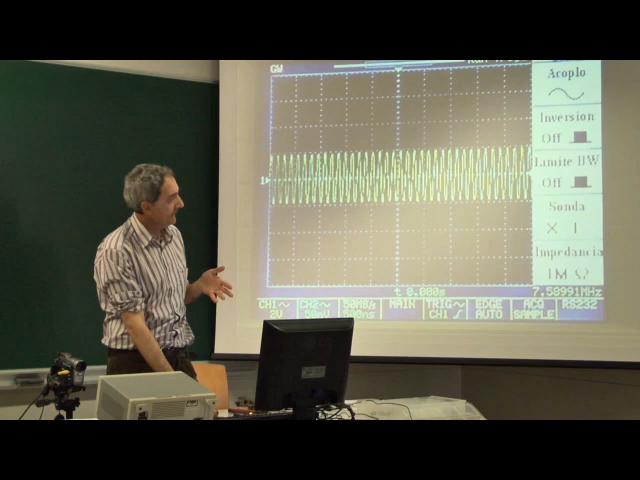 GW
Acoplo
Inversion
Off
Limite BW
Off
Sonda
× 1
Impedancia
1M Ω
1
t 0.000s
7.58991MHz
CH1~ CH2~ 50MB/s MAIN TRIG~ EDGE ACQ RS232
2V 50mV 500ns CH1 AUTO SAMPLE